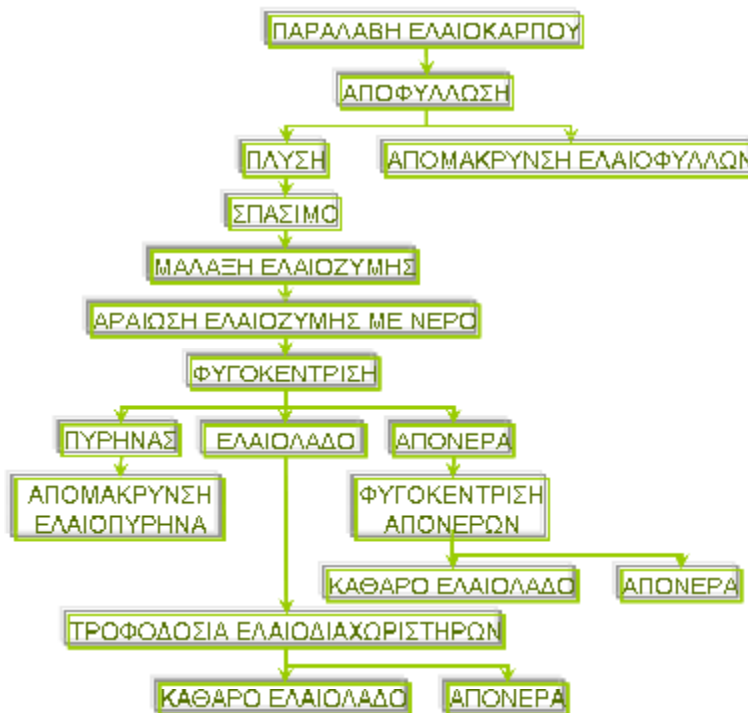 ΠΑΡΑΛΑΒΗ ΕΛΑΙΟΚΑΡΠΟΥ
ΑΠΟΦΥΛΛΩΣΗ
ΠΛΥΣΗ
ΑΠΟΜΑΚΡΥΝΣΗ ΕΛΑΙΟΦΥΛΛΩΝ
ΣΠΑΣΙΜΟ
ΜΑΛΑΞΗ ΕΛΑΙΟΖΥΜΗΣ
ΑΡΑΙΩΣΗ ΕΛΑΙΟΖΥΜΗΣ ΜΕ ΝΕΡΟ
ΦΥΓΟΚΕΝΤΡΙΣΗ
ΠΥΡΗΝΑΣ
ΕΛΑΙΟΛΑΔΟ
ΑΠΟΝΕΡΑ
ΑΠΟΜΑΚΡΥΝΣΗ
ΕΛΑΙΟΠΥΡΗΝΑ
ΦΥΓΟΚΕΝΤΡΙΣΗ
ΑΠΟΝΕΡΩΝ
ΚΑΘΑΡΟ ΕΛΑΙΟΛΑΔΟ
ΑΠΟΝΕΡΑ
ΤΡΟΦΟΔΟΣΙΑ ΕΛΑΙΟΔΙΑΧΩΡΙΣΤΗΡΩΝ
ΚΑΘΑΡΟ ΕΛΑΙΟΛΑΔΟ
ΑΠΟΝΕΡΑ